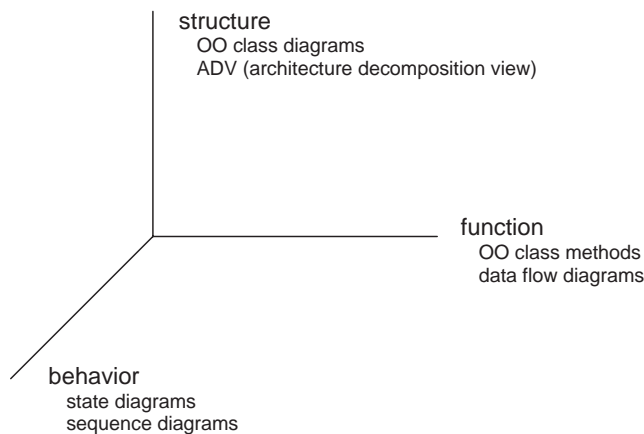 structure
OO class diagrams
ADV (architecture decomposition view)
function
OO class methods
data flow diagrams
behavior
state diagrams
sequence diagrams